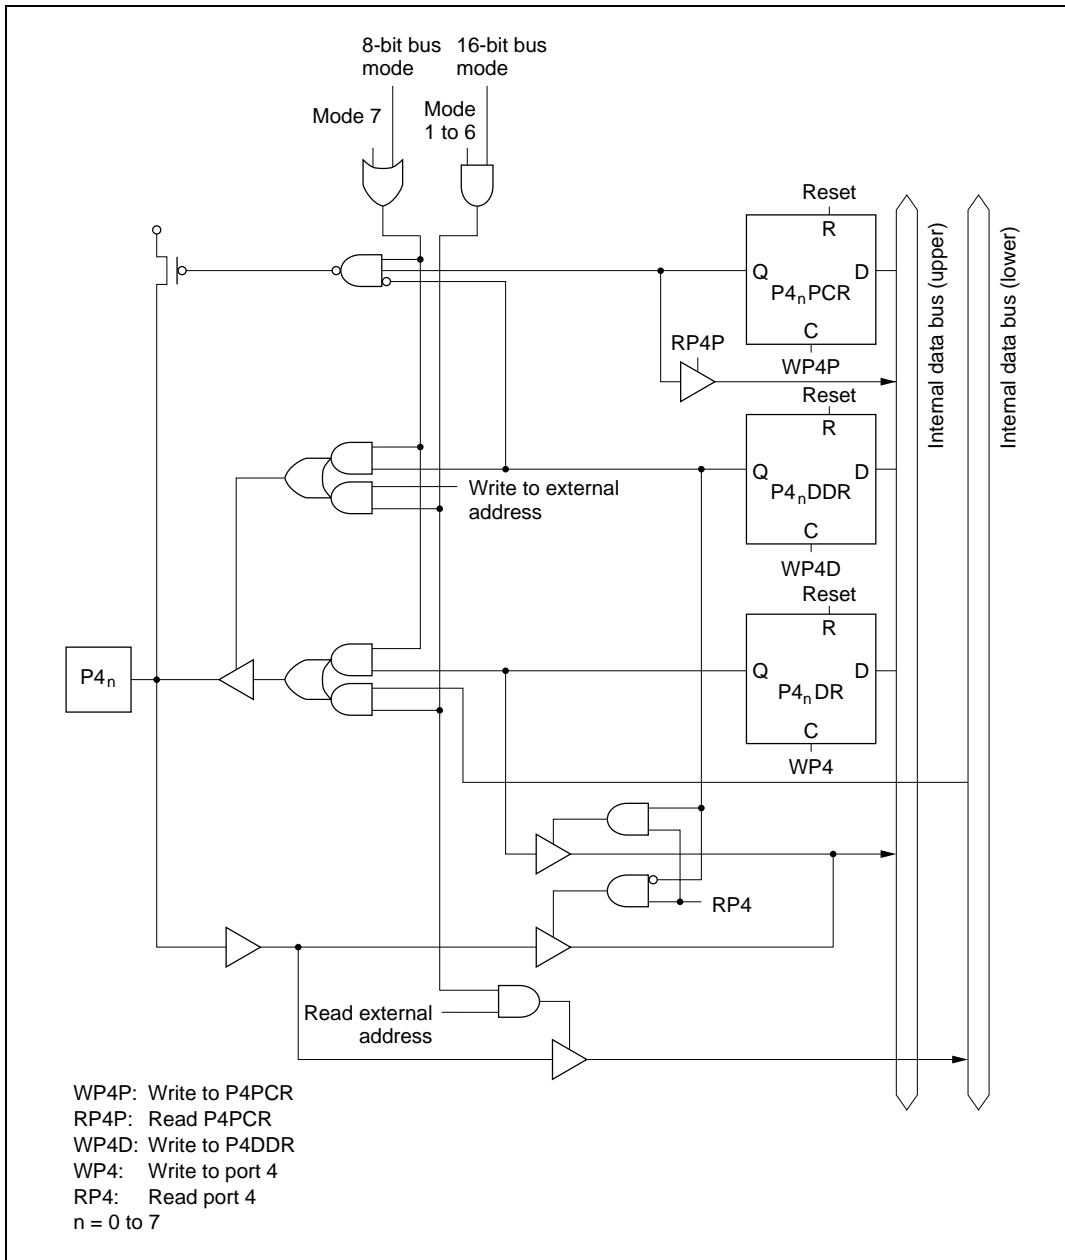 8-bit bus
mode
16-bit bus
mode
Mode 7
Mode
1 to 6
Reset
R
Q
D
P4nPCR
C
WP4P
RP4P
Reset
R
Q
D
P4nDDR
C
WP4D
Write to external
address
Reset
R
Q
D
P4nDR
C
WP4
P4n
RP4
Read external
address
Internal data bus (upper)
Internal data bus (lower)
WP4P: Write to P4PCR
RP4P: Read P4PCR
WP4D: Write to P4DDR
WP4: Write to port 4
RP4: Read port 4
n = 0 to 7